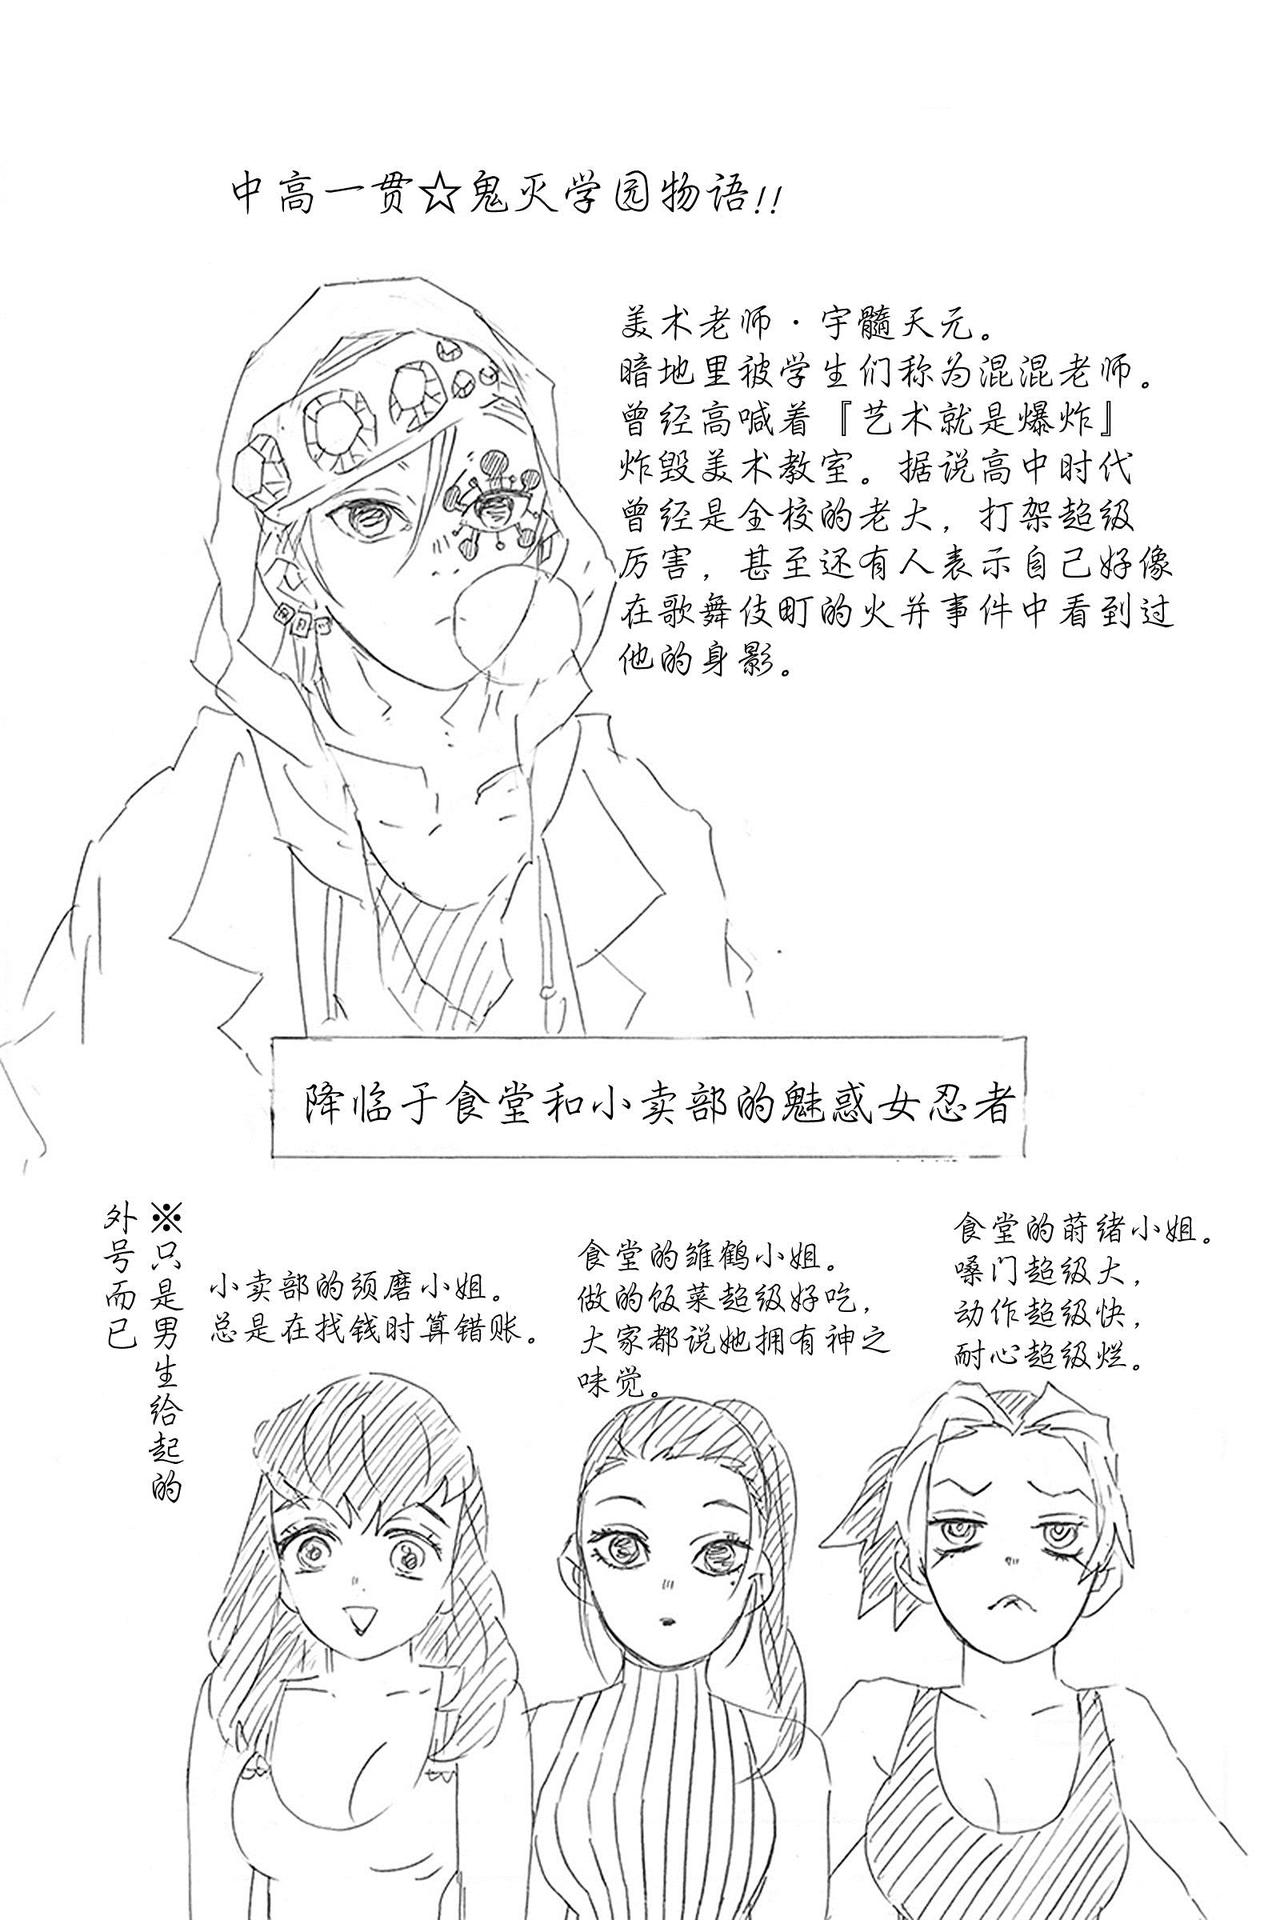 中高一贯☆鬼灭学园物语!!
美术老师·宇髓天元。
暗地里被学生们称为混混老师。
曾经高喊着『艺术就是爆炸』
炸毁美术教室。据说高中时代
曾经是全校的老大，打架超级
厉害，甚至还有人表示自己好像
在歌舞伎町的火并事件中看到过
他的身影。
降临于食堂和小卖部的魅惑女忍者
※只是男生给起的
外号而已
小卖部的须磨小姐。
总是在找钱时算错账。
食堂的雏鹤小姐。
做的饭菜超级好吃，
大家都说她拥有神之
味觉。
食堂的莳绪小姐。
嗓门超级大，
动作超级快，
耐心超级烂。